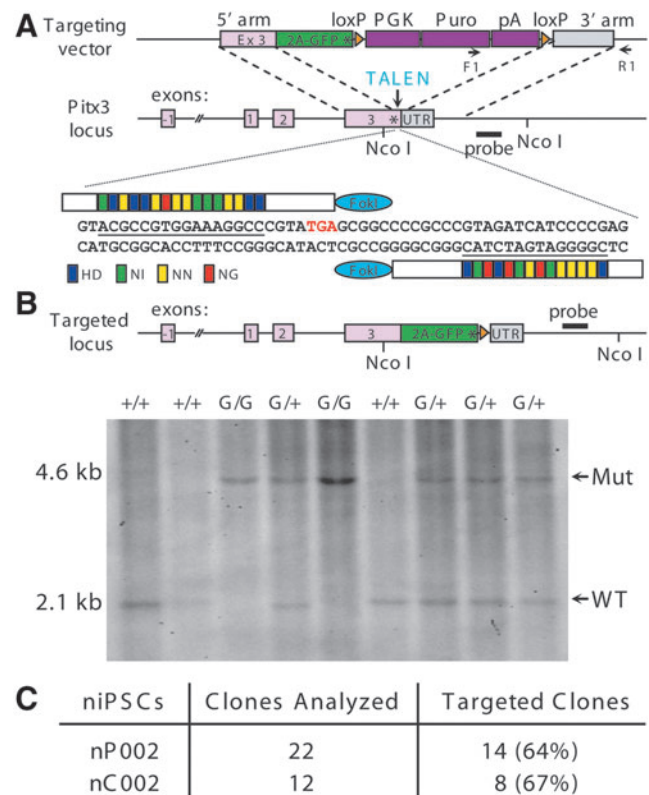 A
Targeting vector
5' arm
loxP
PGK
Puro
pA
loxP
3' arm
Ex 3
2A-GFP *
F1
R1
TALEN
Pitx3 locus
exons:
-1
1
2
3
*
UTR
Nco I
probe
Nco I
FokI
GTACGCCGTGGAAAGGCCCGTATGAGCGGCCCCGCCCGTAGATCATCCCCGAG
CATGCGGCACCTTTCCGGGCATACTCGCCGGGGCGGGCATCTAGTAGGGGCTC
HD
NI
NN
NG
FokI
B
Targeted locus
exons:
-1
1
2
3
2A-GFP *
UTR
probe
Nco I
Nco I
+/+ +/+ G/G G/+ G/G +/+ G/+ G/+ G/+
4.6 kb
Mut
2.1 kb
WT
C
niPSCs Clones Analyzed Targeted Clones
nP002 22 14 (64%)
nC002 12 8 (67%)